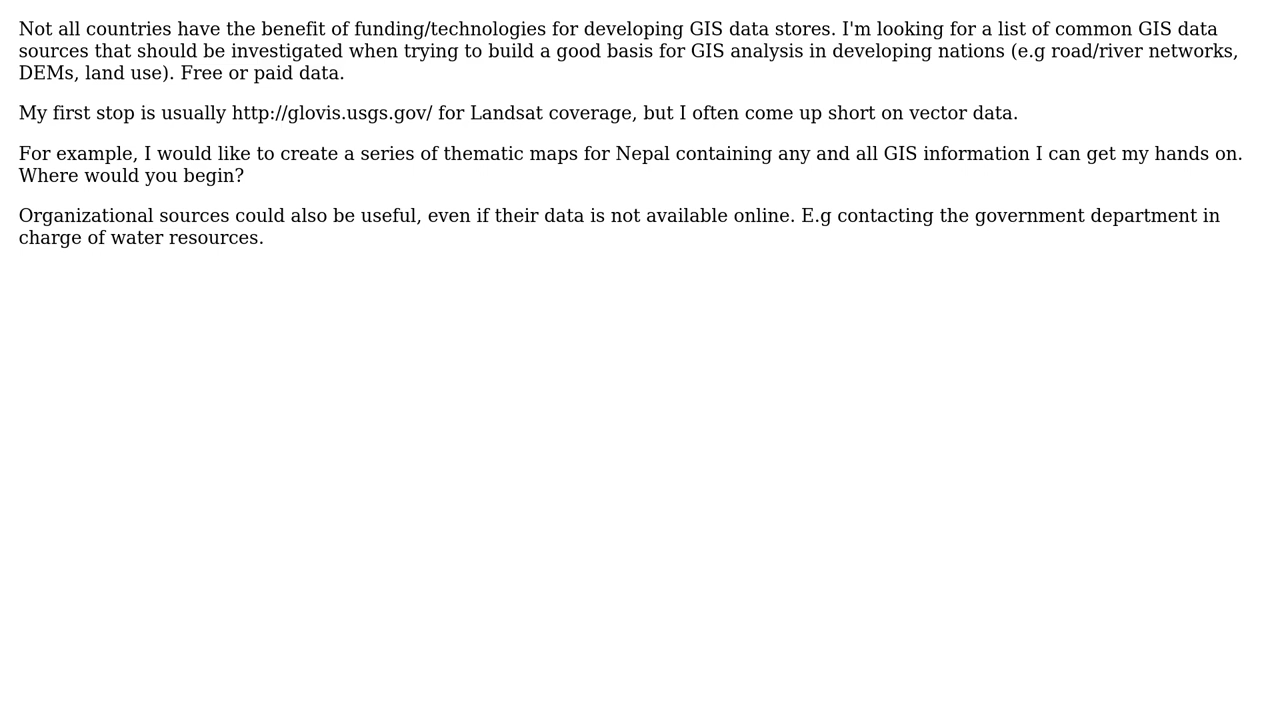 Not all countries have the benefit of funding/technologies for developing GIS data stores. I'm looking for a list of common GIS data
sources that should be investigated when trying to build a good basis for GIS analysis in developing nations (e.g road/river networks,
DEMs, land use). Free or paid data.
My first stop is usually http://glovis.usgs.gov/ for Landsat coverage, but I often come up short on vector data.
For example, I would like to create a series of thematic maps for Nepal containing any and all GIS information I can get my hands on.
Where would you begin?
Organizational sources could also be useful, even if their data is not available online. E.g contacting the government department in
charge of water resources.